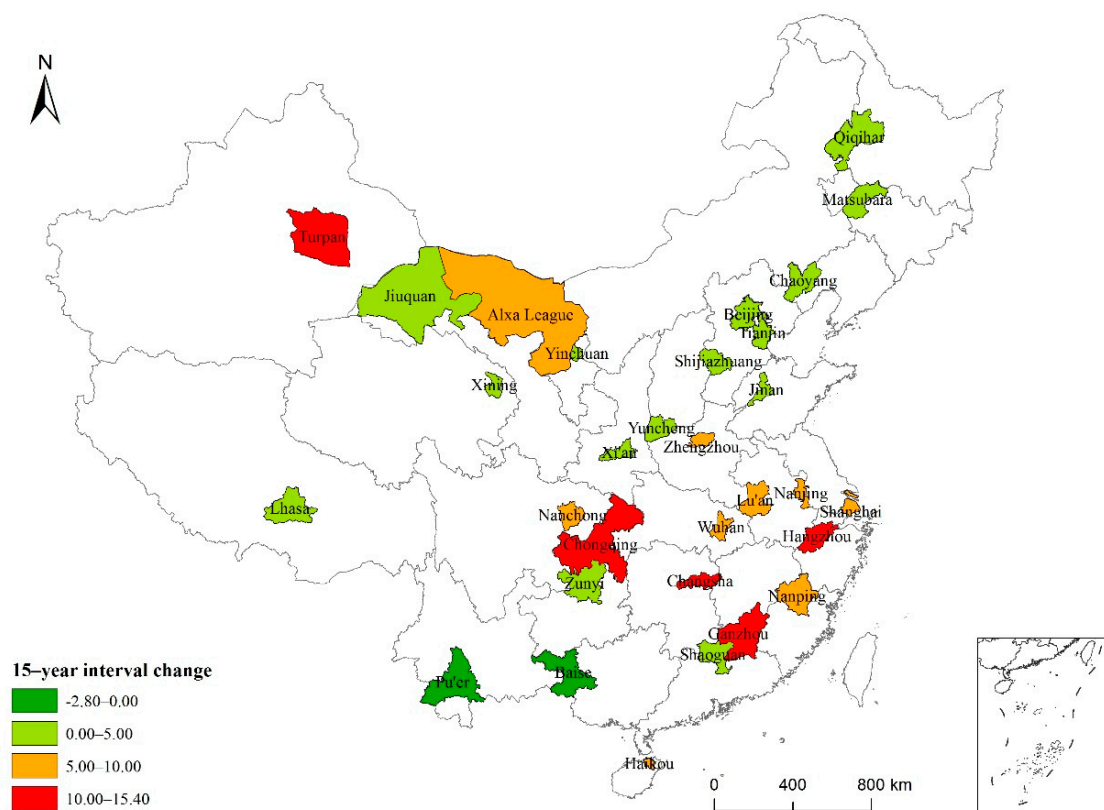 N
Qiqihar
Matsubara
Turpan
Chaoyang
Jiuquan
Alxa League
Beijing
Tianjin
Yinchuan
Shijiazhuang
Xining
Jinan
Yuncheng
Zhengzhou
Xi'an
Lhasa
Lu'an
Nanjing
Shanghai
Nanchong
Wuhan
Hangzhou
Chongqing
Zunyi
Changsha
Nanping
Ganzhou
Shaoguan
Pu'er
Baise
Haikou
15–year interval change
-2.80–0.00
0.00–5.00
5.00–10.00
10.00–15.40
0 400 800 km